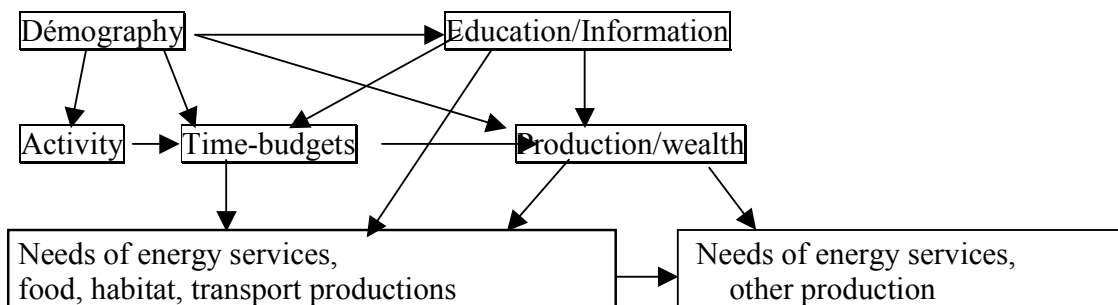 Démography
Education/Information
Activity
Time-budgets
Production/wealth
Needs of energy services,
food, habitat, transport productions
Needs of energy services,
other production